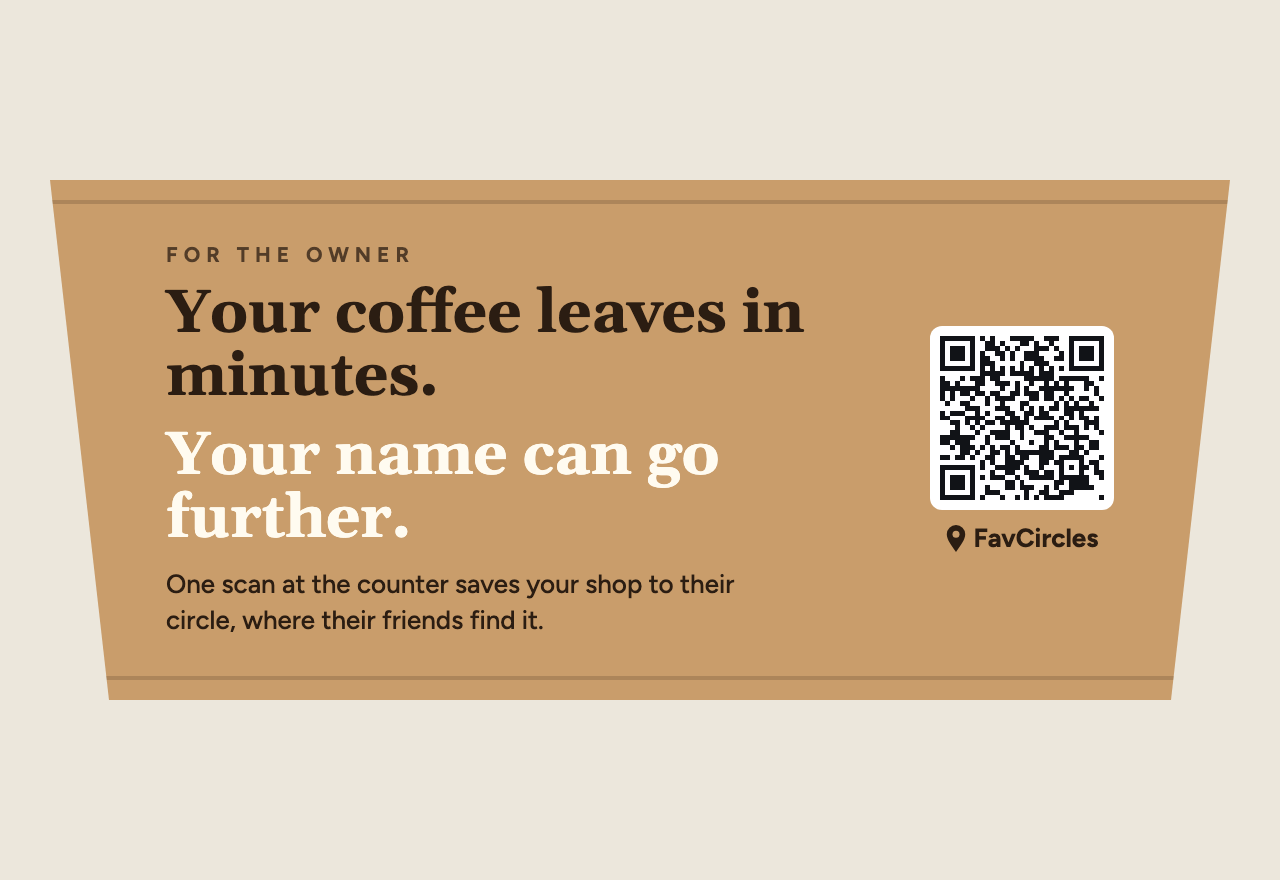 FOR THE OWNER
Your coffee leaves in
minutes.
Your name can go
further.
One scan at the counter saves your shop to their
circle, where their friends find it.
FavCircles